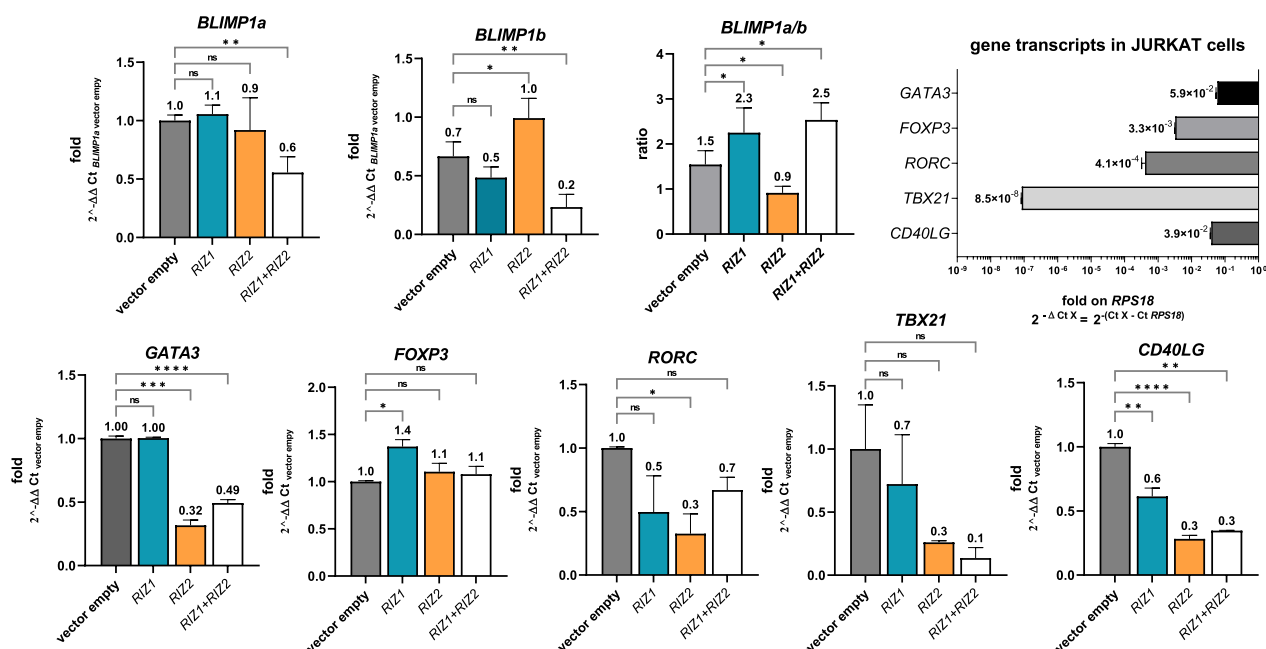 BLIMP1a
fold
2^-ΔΔ Ct BLIMP1a vector empy
1.5
1.0
0.5
0.0
* *
ns
ns
1.0
1.1
0.9
0.6
vector empty
RIZ1
RIZ2
RIZ1+RIZ2
BLIMP1b
fold
2^-ΔΔ Ct BLIMP1a vector empy
1.5
1.0
0.5
0.0
* *
*
ns
0.7
0.5
1.0
0.2
vector empty
RIZ1
RIZ2
RIZ1+RIZ2
BLIMP1a/b
ratio
4
3
2
1
0
*
*
*
1.5
2.3
0.9
2.5
vector empty
RIZ1
RIZ2
RIZ1+RIZ2
gene transcripts in JURKAT cells
GATA3
5.9×10-2
FOXP3
3.3×10-3
RORC
4.1×10-4
TBX21
8.5×10-8
CD40LG
3.9×10-2
10-9 10-8 10-7 10-6 10-5 10-4 10-3 10-2 10-1 100
fold on RPS18
2 -Δ Ct X = 2-(Ct X - Ct RPS18)
GATA3
fold
2^-ΔΔ Ct vector empy
1.5
1.0
0.5
0.0
* * * *
* * *
ns
1.00
1.00
0.32
0.49
vector empty
RIZ1
RIZ2
RIZ1+RIZ2
FOXP3
fold
2^-ΔΔ Ct vector empy
2.0
1.5
1.0
0.5
0.0
ns
ns
*
1.0
1.4
1.1
1.1
vector empty
RIZ1
RIZ2
RIZ1+RIZ2
RORC
fold
2^-ΔΔ Ct vector empy
1.5
1.0
0.5
0.0
ns
*
ns
1.0
0.5
0.3
0.7
vector empty
RIZ1
RIZ2
RIZ1+RIZ2
TBX21
fold
2^-ΔΔ Ct vector empy
1.5
1.0
0.5
0.0
ns
ns
ns
1.0
0.7
0.3
0.1
vector empty
RIZ1
RIZ2
RIZ1+RIZ2
CD40LG
fold
2^-ΔΔ Ct vector empy
1.5
1.0
0.5
0.0
* *
* * * *
* *
1.0
0.6
0.3
0.3
vector empty
RIZ1
RIZ2
RIZ1+RIZ2